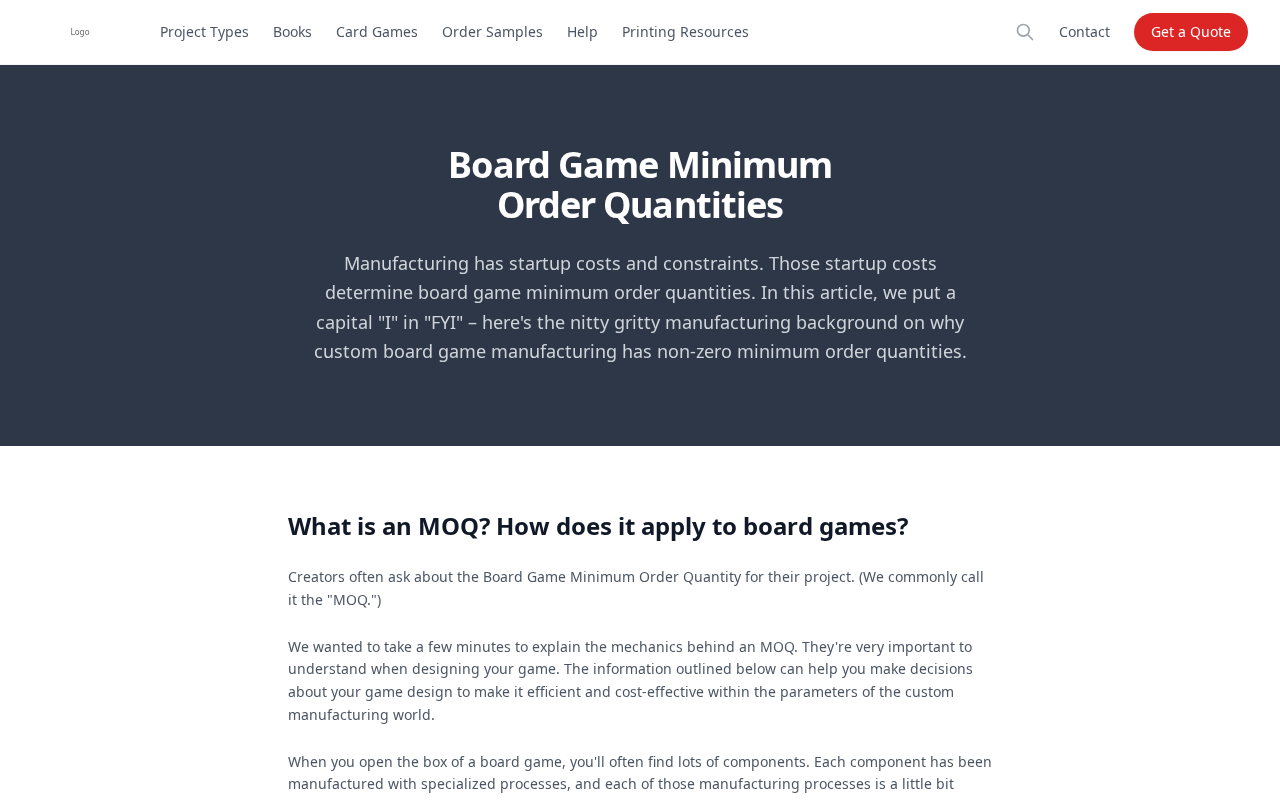 Logo
Project Types
Books
Card Games
Order Samples
Help
Printing Resources
Contact
Get a Quote
Board Game Minimum
Order Quantities
Manufacturing has startup costs and constraints. Those startup costs
determine board game minimum order quantities. In this article, we put a
capital "I" in "FYI" – here's the nitty gritty manufacturing background on why
custom board game manufacturing has non-zero minimum order quantities.
What is an MOQ? How does it apply to board games?
Creators often ask about the Board Game Minimum Order Quantity for their project. (We commonly call
it the "MOQ.")
We wanted to take a few minutes to explain the mechanics behind an MOQ. They're very important to
understand when designing your game. The information outlined below can help you make decisions
about your game design to make it efficient and cost-effective within the parameters of the custom
manufacturing world.
When you open the box of a board game, you'll often find lots of components. Each component has been
manufactured with specialized processes, and each of those manufacturing processes is a little bit